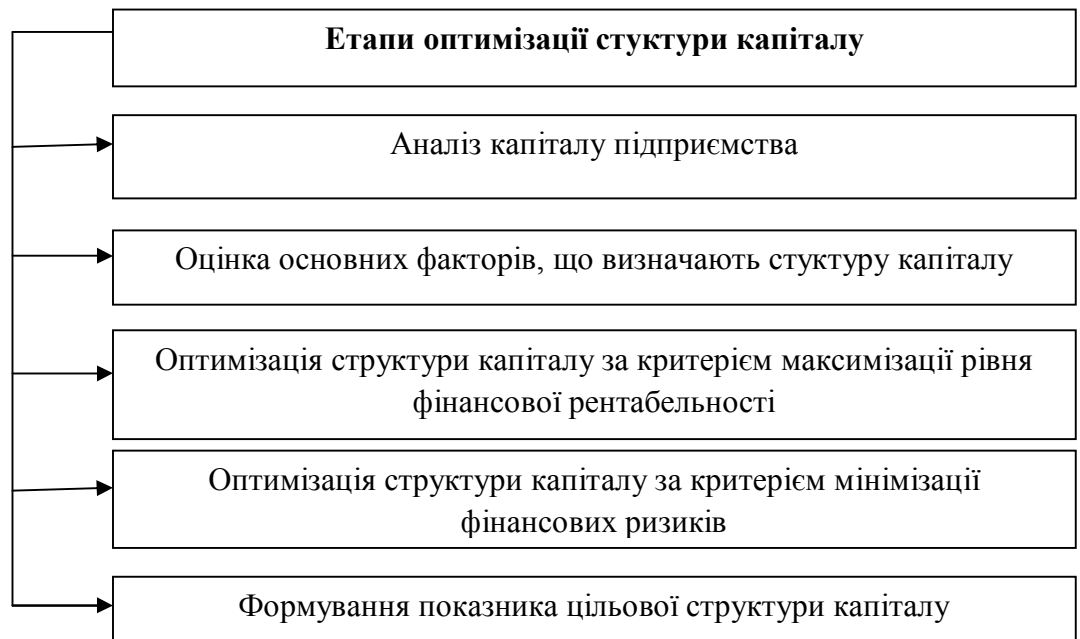 Етапи оптимізації стуктури капіталу
Аналіз капіталу підприємства
Оцінка основних факторів, що визначають стуктуру капіталу
Оптимізація структури капіталу за критерієм максимізації рівня
фінансової рентабельності
Оптимізація структури капіталу за критерієм мінімізації
фінансових ризиків
Формування показника цільової структури капіталу